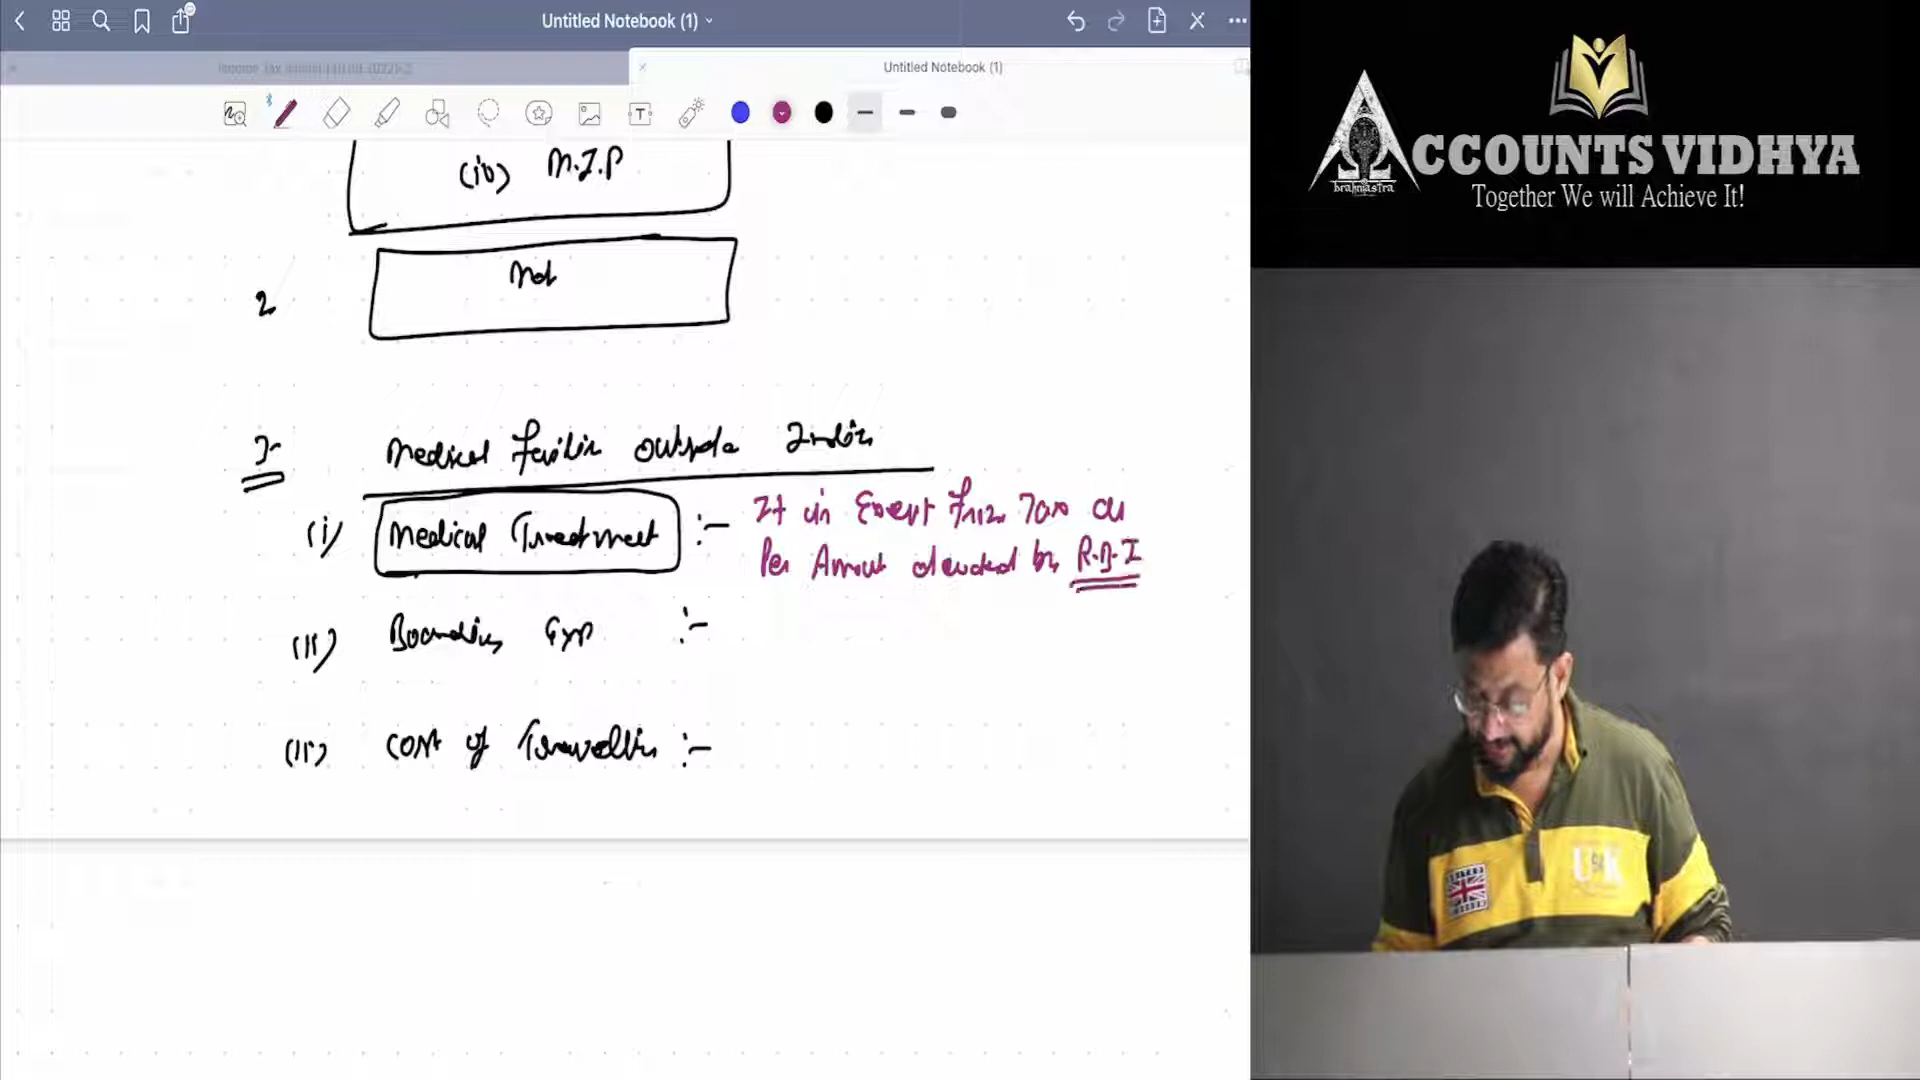 Untitled Notebook (1)
Untitled Notebook (1)
(iv) M.I.P
2
Not
3-
Medical Outside India
(i) Medical Treatment :- It is Exempt from Tax as
Per Amount decided by R.B.I
(ii) Boarding Exp :-
(iii) Cost of Travelling :-
ACCOUNTS VIDHYA
brahmastra
Together We will Achieve It!
UK